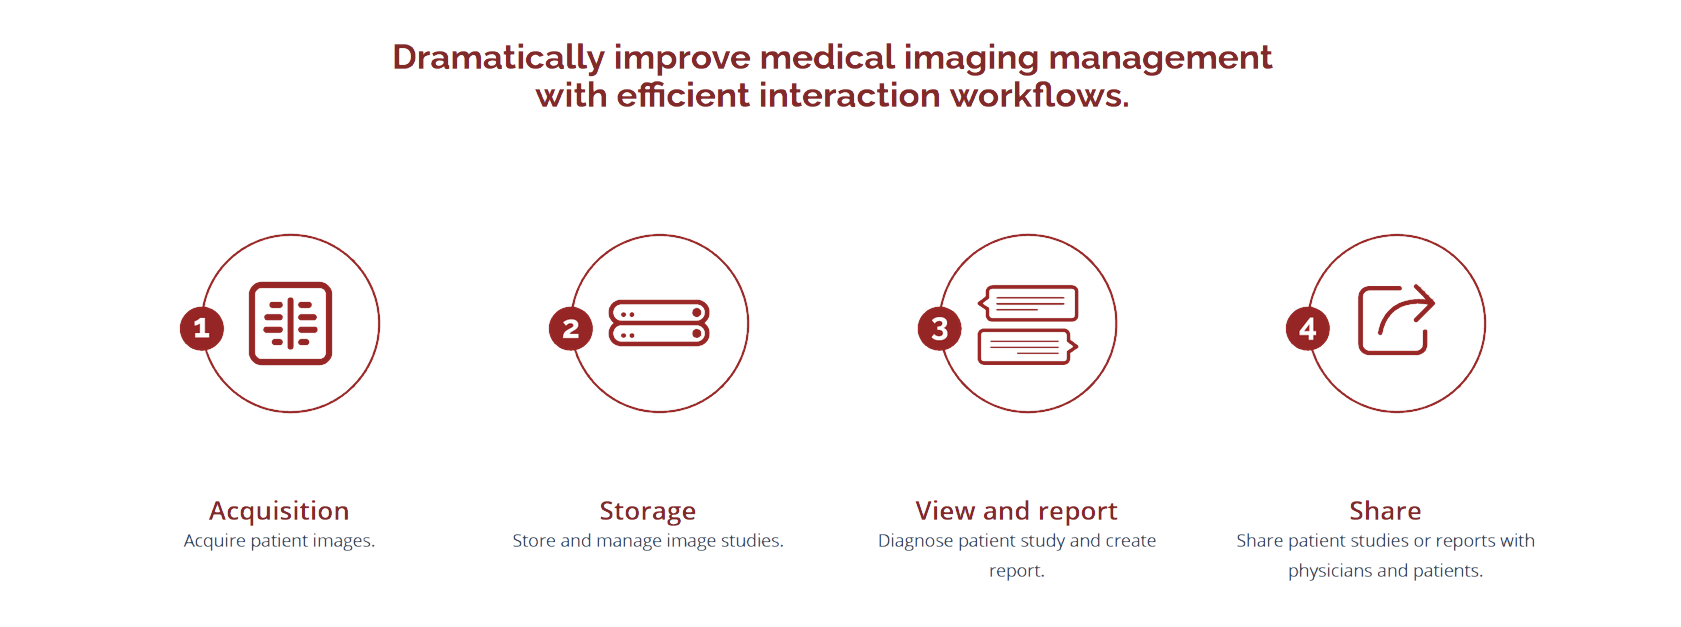 Dramatically improve medical imaging management
with efficient interaction workflows.
1
2
3
4
Acquisition
Acquire patient images.
Storage
Store and manage image studies.
View and report
Diagnose patient study and create
report.
Share
Share patient studies or reports with
physicians and patients.